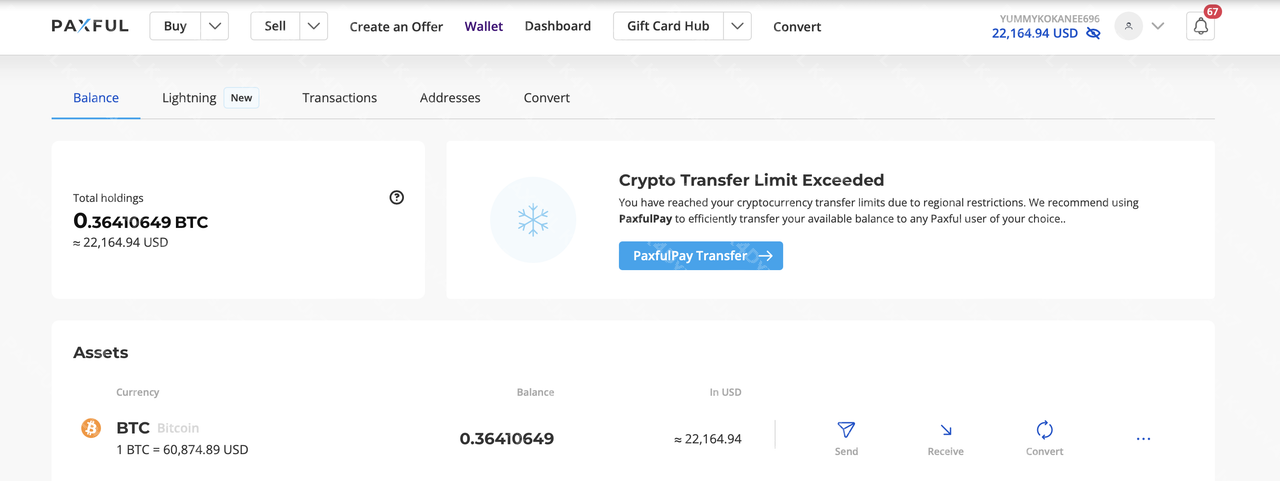 PAXFUL Buy Sell Create an Offer Wallet Dashboard Gift Card Hub Convert
YUMMYKOKANEE696
22,164.94 USD
67
Balance Lightning New Transactions Addresses Convert
Total holdings
0.36410649 BTC
≈ 22,164.94 USD
Crypto Transfer Limit Exceeded
You have reached your cryptocurrency transfer limits due to regional restrictions. We recommend using
PaxfulPay to efficiently transfer your available balance to any Paxful user of your choice..
PaxfulPay Transfer
Assets
Currency Balance In USD
BTC Bitcoin
1 BTC = 60,874.89 USD
0.36410649
≈ 22,164.94
Send Receive Convert